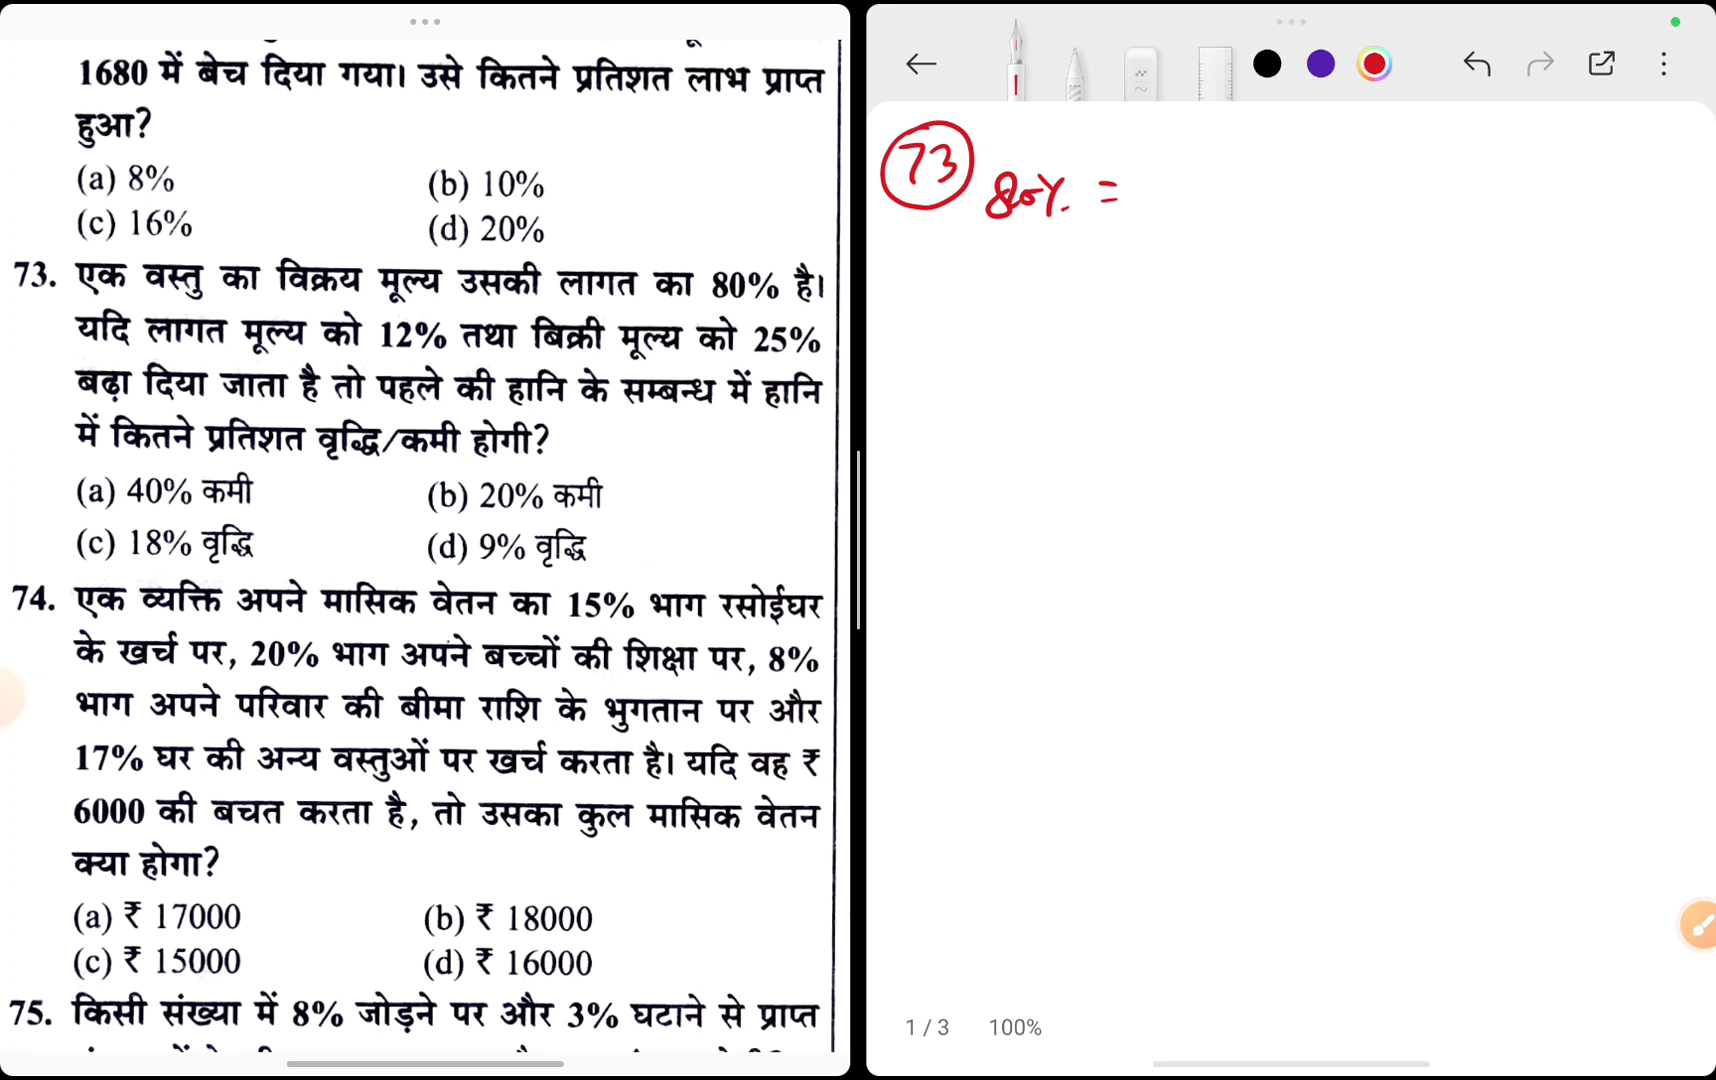 1680 में बेच दिया गया। उसे कितने प्रतिशत लाभ प्राप्त
हुआ?
(a) 8% (b) 10%
(c) 16% (d) 20%
73. एक वस्तु का विक्रय मूल्य उसकी लागत का 80% है।
यदि लागत मूल्य को 12% तथा बिक्री मूल्य को 25%
बढ़ा दिया जाता है तो पहले की हानि के सम्बन्ध में हानि
में कितने प्रतिशत वृद्धि/कमी होगी?
(a) 40% कमी (b) 20% कमी
(c) 18% वृद्धि (d) 9% वृद्धि
74. एक व्यक्ति अपने मासिक वेतन का 15% भाग रसोईघर
के खर्च पर, 20% भाग अपने बच्चों की शिक्षा पर, 8%
भाग अपने परिवार की बीमा राशि के भुगतान पर और
17% घर की अन्य वस्तुओं पर खर्च करता है। यदि वह ₹
6000 की बचत करता है, तो उसका कुल मासिक वेतन
क्या होगा?
(a) ₹ 17000 (b) ₹ 18000
(c) ₹ 15000 (d) ₹ 16000
75. किसी संख्या में 8% जोड़ने पर और 3% घटाने से प्राप्त
73
80% =
1 / 3 100%